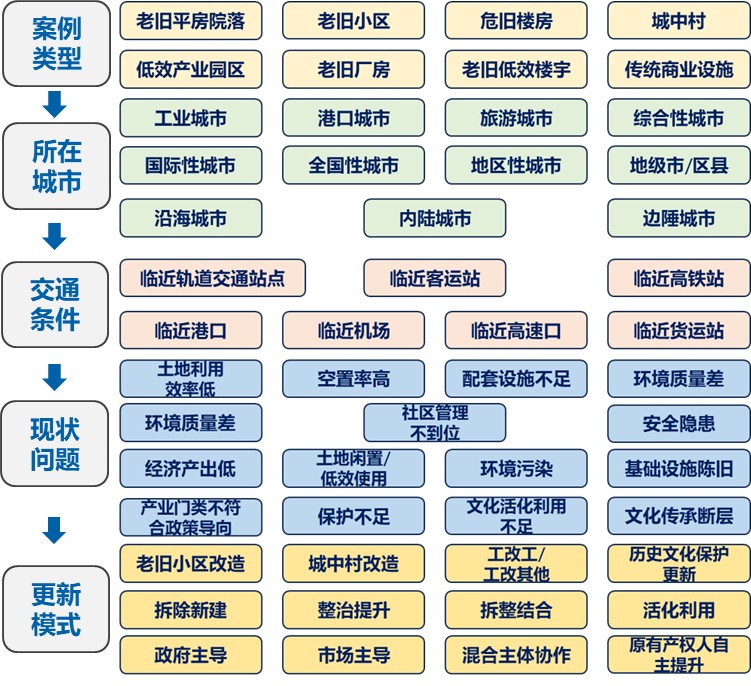 案例
类型
老旧平房院落
老旧小区
危旧楼房
城中村
低效产业园区
老旧厂房
老旧低效楼宇
传统商业设施
所在
城市
工业城市
港口城市
旅游城市
综合性城市
国际性城市
全国性城市
地区性城市
地级市/区县
沿海城市
内陆城市
边陲城市
交通
条件
临近轨道交通站点
临近客运站
临近高铁站
临近港口
临近机场
临近高速口
临近货运站
现状
问题
土地利用
效率低
空置率高
配套设施不足
环境质量差
环境质量差
社区管理
不到位
安全隐患
经济产出低
土地闲置/
低效使用
环境污染
基础设施陈旧
产业门类不符
合政策导向
保护不足
文化活化利用
不足
文化传承断层
更新
模式
老旧小区改造
城中村改造
工改工/
工改其他
历史文化保护
更新
拆除新建
整治提升
拆整结合
活化利用
政府主导
市场主导
混合主体协作
原有产权人自
主提升